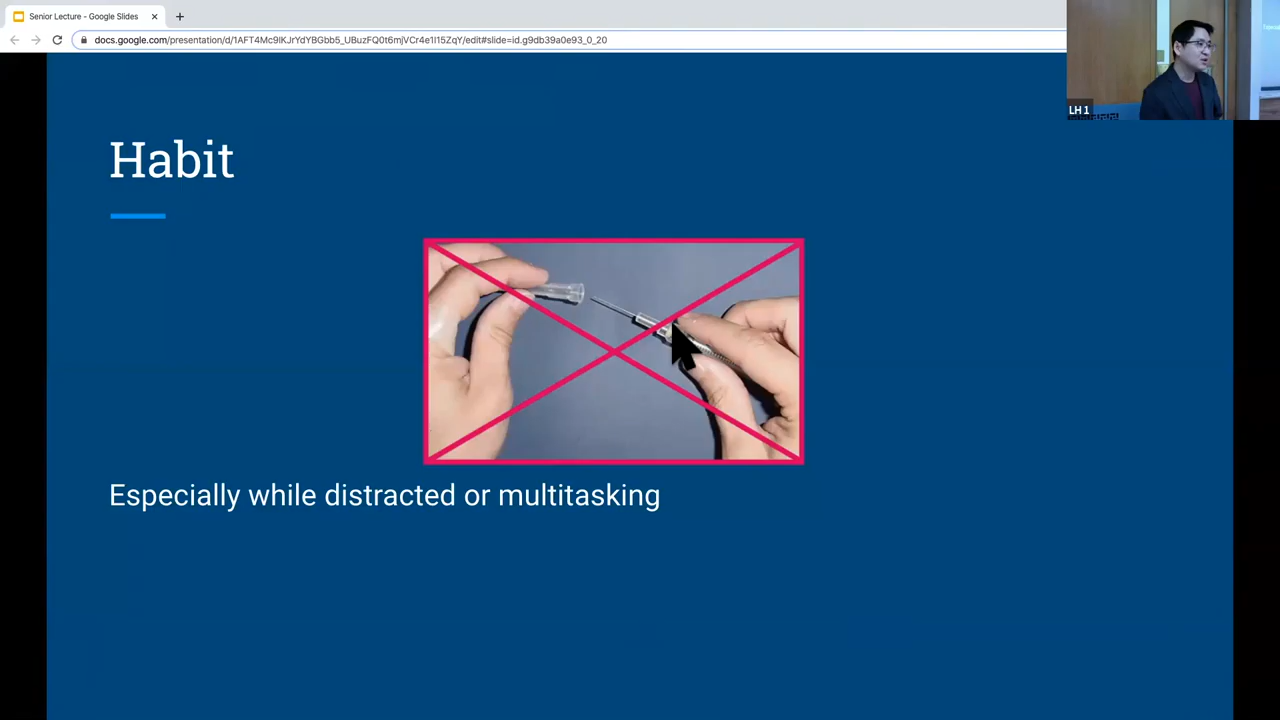 Senior Lecture - Google Slides
docs.google.com/presentation/d/1AFT4Mc9IKJrYdYBGbb5_UBuzFQ0t6mjVCr4e1I15ZqY/edit#slide=id.g9db39a0e93_0_20
LH 1
Habit
Especially while distracted or multitasking